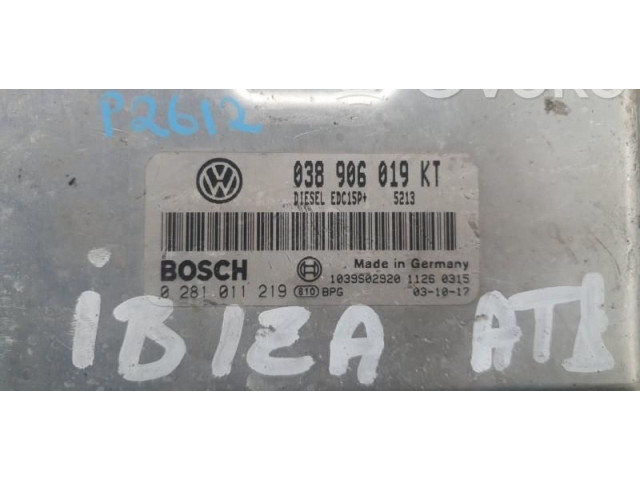 P2612
038 906 019 KT
DIESEL EDC15P+ 5213
BOSCH
Made in Germany
1039S02920 1126 0315
0 281 011 219 E10 BPG 03-10-17
IBIZA